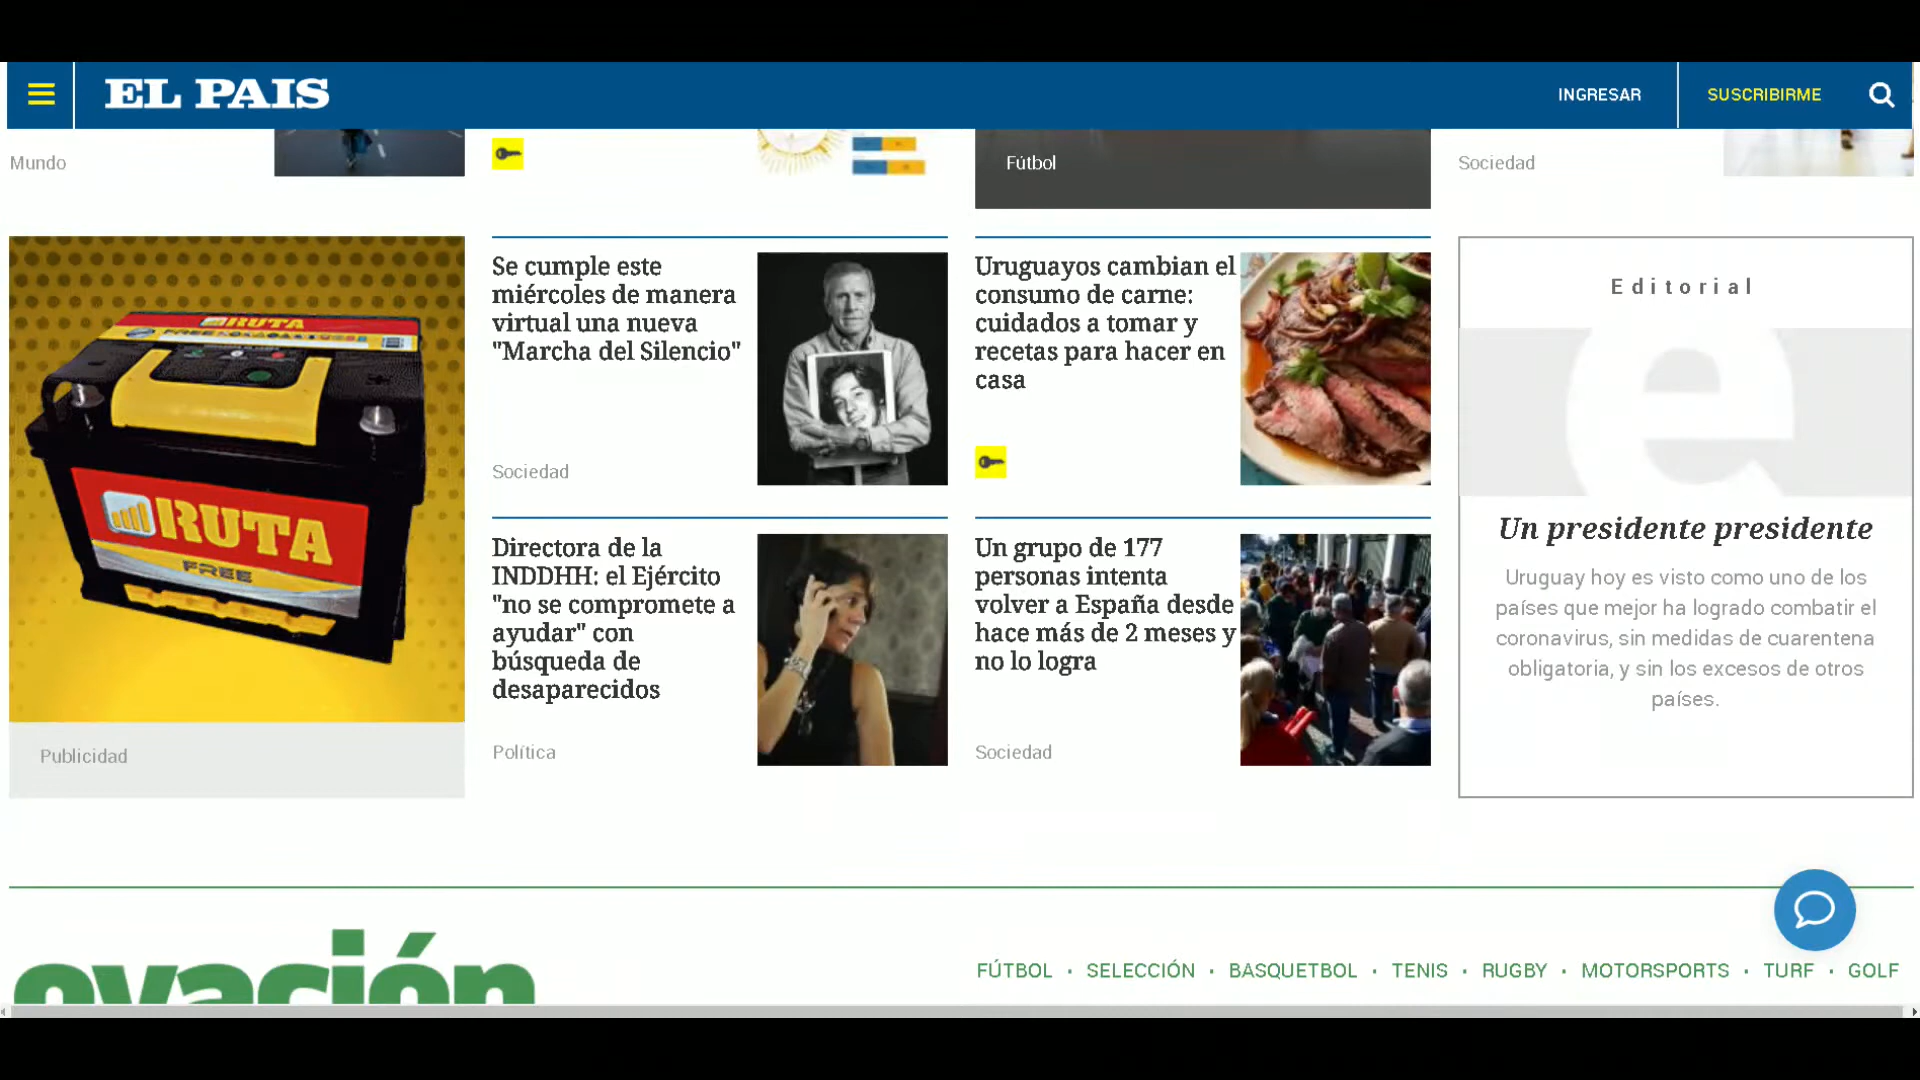 EL PAIS
INGRESAR
SUSCRIBIRME
Mundo
Fútbol
Sociedad
RUTA
FREE
RUTA
FREE
Publicidad
Se cumple este
miércoles de manera
virtual una nueva
"Marcha del Silencio"
Sociedad
Directora de la
INDDHH: el Ejército
"no se compromete a
ayudar" con
búsqueda de
desaparecidos
Política
Uruguayos cambian el
consumo de carne:
cuidados a tomar y
recetas para hacer en
casa
Un grupo de 177
personas intenta
volver a España desde
hace más de 2 meses y
no lo logra
Sociedad
Editorial
e
Un presidente presidente
Uruguay hoy es visto como uno de los
países que mejor ha logrado combatir el
coronavirus, sin medidas de cuarentena
obligatoria, y sin los excesos de otros
países.
ovación
FÚTBOL · SELECCIÓN · BASQUETBOL · TENIS · RUGBY · MOTORSPORTS · TURF · GOLF